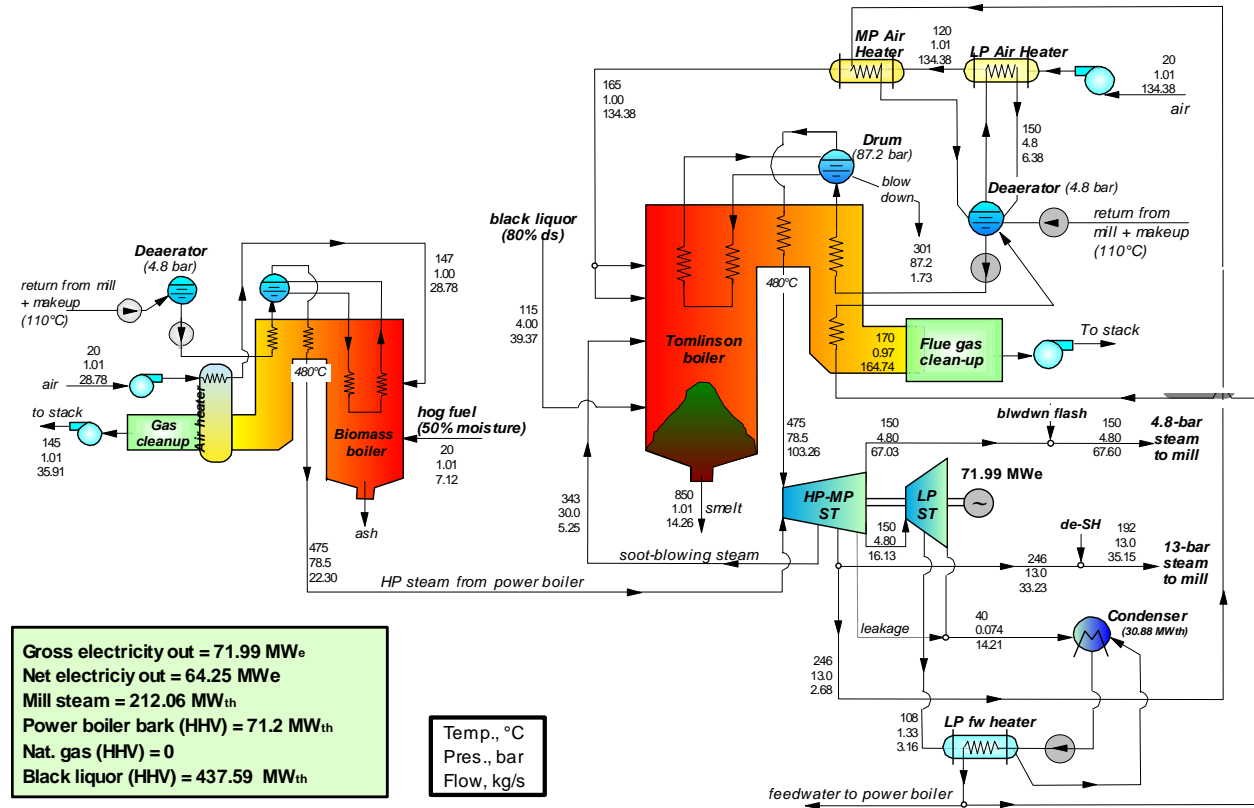 MP Air
Heater
120
1.01
134.38
LP Air Heater
20
1.01
134.38
air
165
1.00
134.38
150
4.8
6.38
Drum
(87.2 bar)
blow
down
Deaerator (4.8 bar)
return from
mill + makeup
(110°C)
301
87.2
1.73
black liquor
(80% ds)
Deaerator
(4.8 bar)
147
1.00
28.78
return from mill
+ makeup
(110°C)
480°C
115
4.00
39.37
Tomlinson
boiler
170
0.97
164.74
Flue gas
clean-up
To stack
20
1.01
28.78
air
480°C
to stack
Gas
cleanup
Air heater
Biomass
boiler
hog fuel
(50% moisture)
20
1.01
7.12
145
1.01
35.91
ash
475
78.5
103.26
blwdwn flash
150
4.80
67.03
150
4.80
67.60
4.8-bar
steam
to mill
71.99 MWe
HP-MP
ST
LP
ST
~
850
1.01
14.26
smelt
343
30.0
5.25
soot-blowing steam
150
4.80
16.13
de-SH
192
13.0
35.15
13-bar
steam
to mill
246
13.0
33.23
475
78.5
22.30
HP steam from power boiler
leakage
40
0.074
14.21
Condenser
(30.88 MWth)
246
13.0
2.68
108
1.33
3.16
LP fw heater
feedwater to power boiler
Gross electricity out = 71.99 MWe
Net electriciy out = 64.25 MWe
Mill steam = 212.06 MWth
Power boiler bark (HHV) = 71.2 MWth
Nat. gas (HHV) = 0
Black liquor (HHV) = 437.59 MWth
Temp., °C
Pres., bar
Flow, kg/s